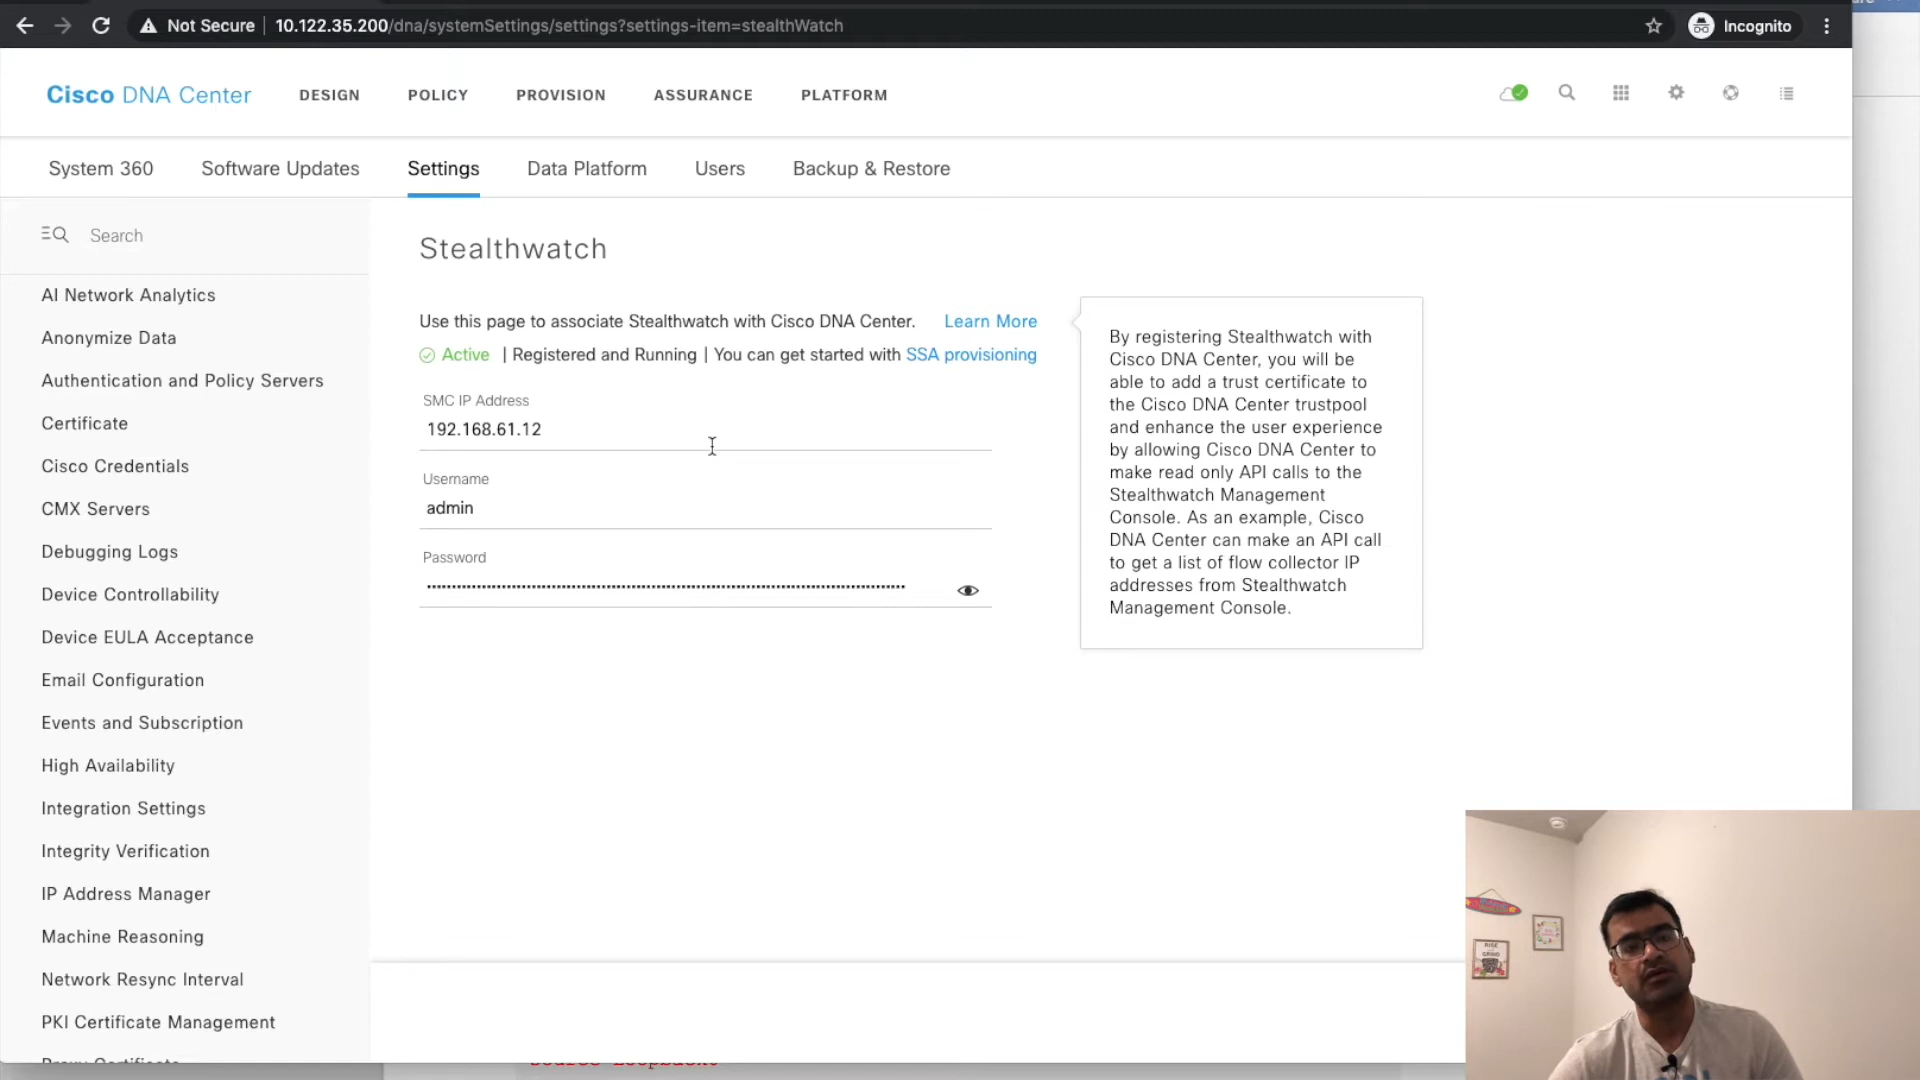 Not Secure 10.122.35.200/dna/systemSettings/settings?settings-item=stealthWatch Incognito
Cisco DNA Center DESIGN POLICY PROVISION ASSURANCE PLATFORM
System 360 Software Updates Settings Data Platform Users Backup & Restore
Search
AI Network Analytics
Anonymize Data
Authentication and Policy Servers
Certificate
Cisco Credentials
CMX Servers
Debugging Logs
Device Controllability
Device EULA Acceptance
Email Configuration
Events and Subscription
High Availability
Integration Settings
Integrity Verification
IP Address Manager
Machine Reasoning
Network Resync Interval
PKI Certificate Management
Stealthwatch
Use this page to associate Stealthwatch with Cisco DNA Center. Learn More
Active | Registered and Running | You can get started with SSA provisioning
SMC IP Address
192.168.61.12
Username
admin
Password
By registering Stealthwatch with
Cisco DNA Center, you will be
able to add a trust certificate to
the Cisco DNA Center trustpool
and enhance the user experience
by allowing Cisco DNA Center to
make read only API calls to the
Stealthwatch Management
Console. As an example, Cisco
DNA Center can make an API call
to get a list of flow collector IP
addresses from Stealthwatch
Management Console.